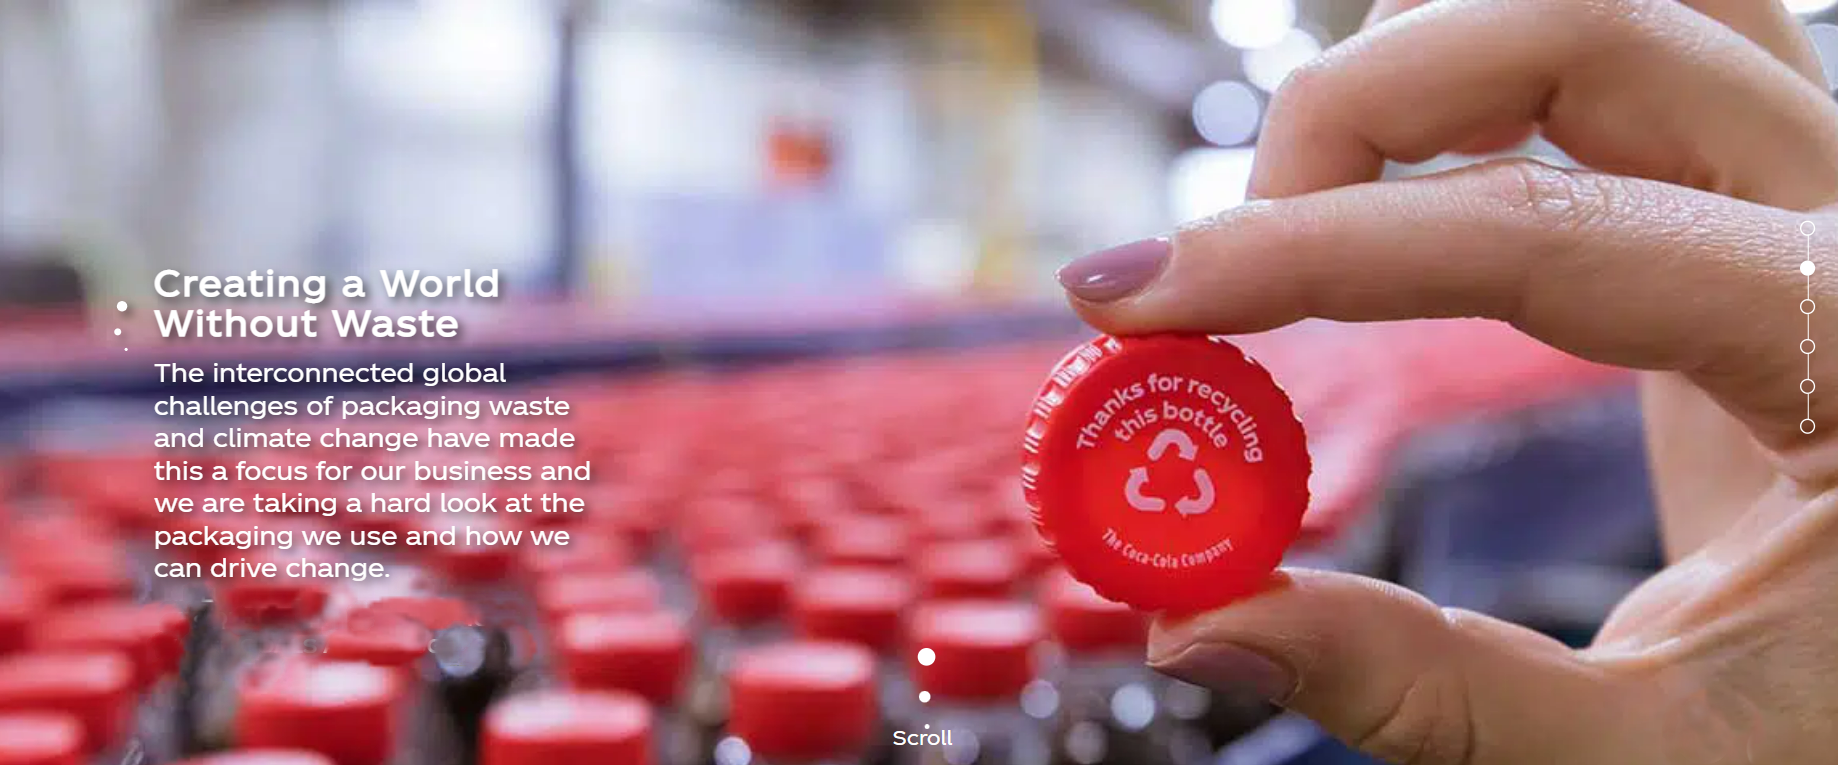 Creating a World
Without Waste
The interconnected global
challenges of packaging waste
and climate change have made
this a focus for our business and
we are taking a hard look at the
packaging we use and how we
can drive change.
Thanks for recycling
this bottle
The Coca-Cola Company
Scroll